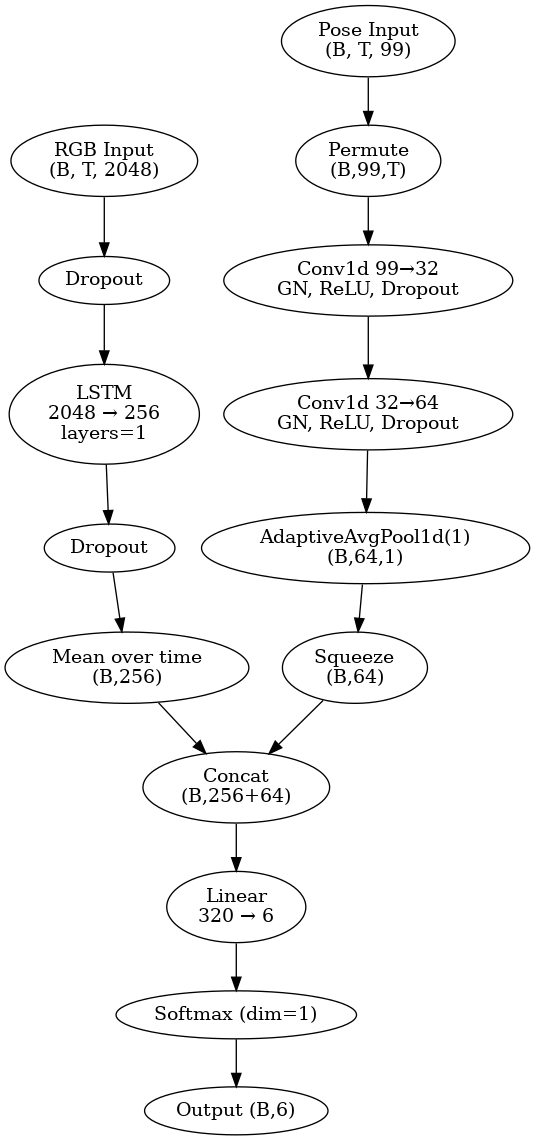 Pose Input
(B, T, 99)
RGB Input
(B, T, 2048)
Permute
(B,99,T)
Dropout
Conv1d 99→32
GN, ReLU, Dropout
LSTM
2048 → 256
layers=1
Conv1d 32→64
GN, ReLU, Dropout
Dropout
AdaptiveAvgPool1d(1)
(B,64,1)
Mean over time
(B,256)
Squeeze
(B,64)
Concat
(B,256+64)
Linear
320 → 6
Softmax (dim=1)
Output (B,6)